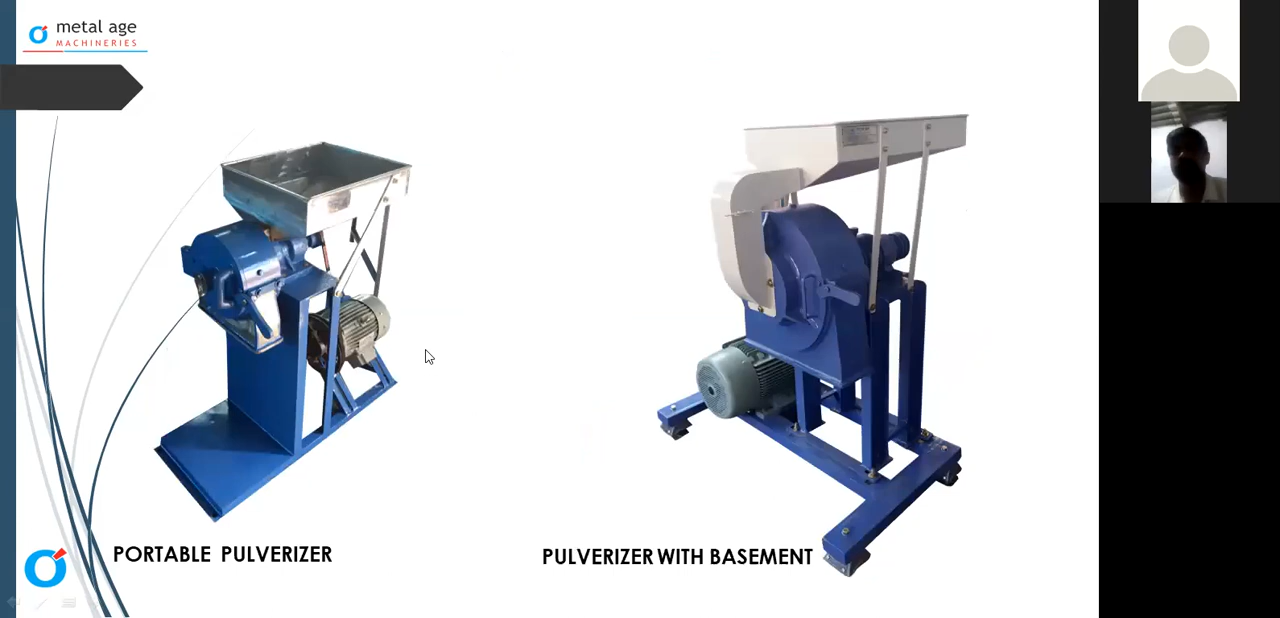 metal age
MACHINERIES
PORTABLE PULVERIZER
PULVERIZER WITH BASEMENT